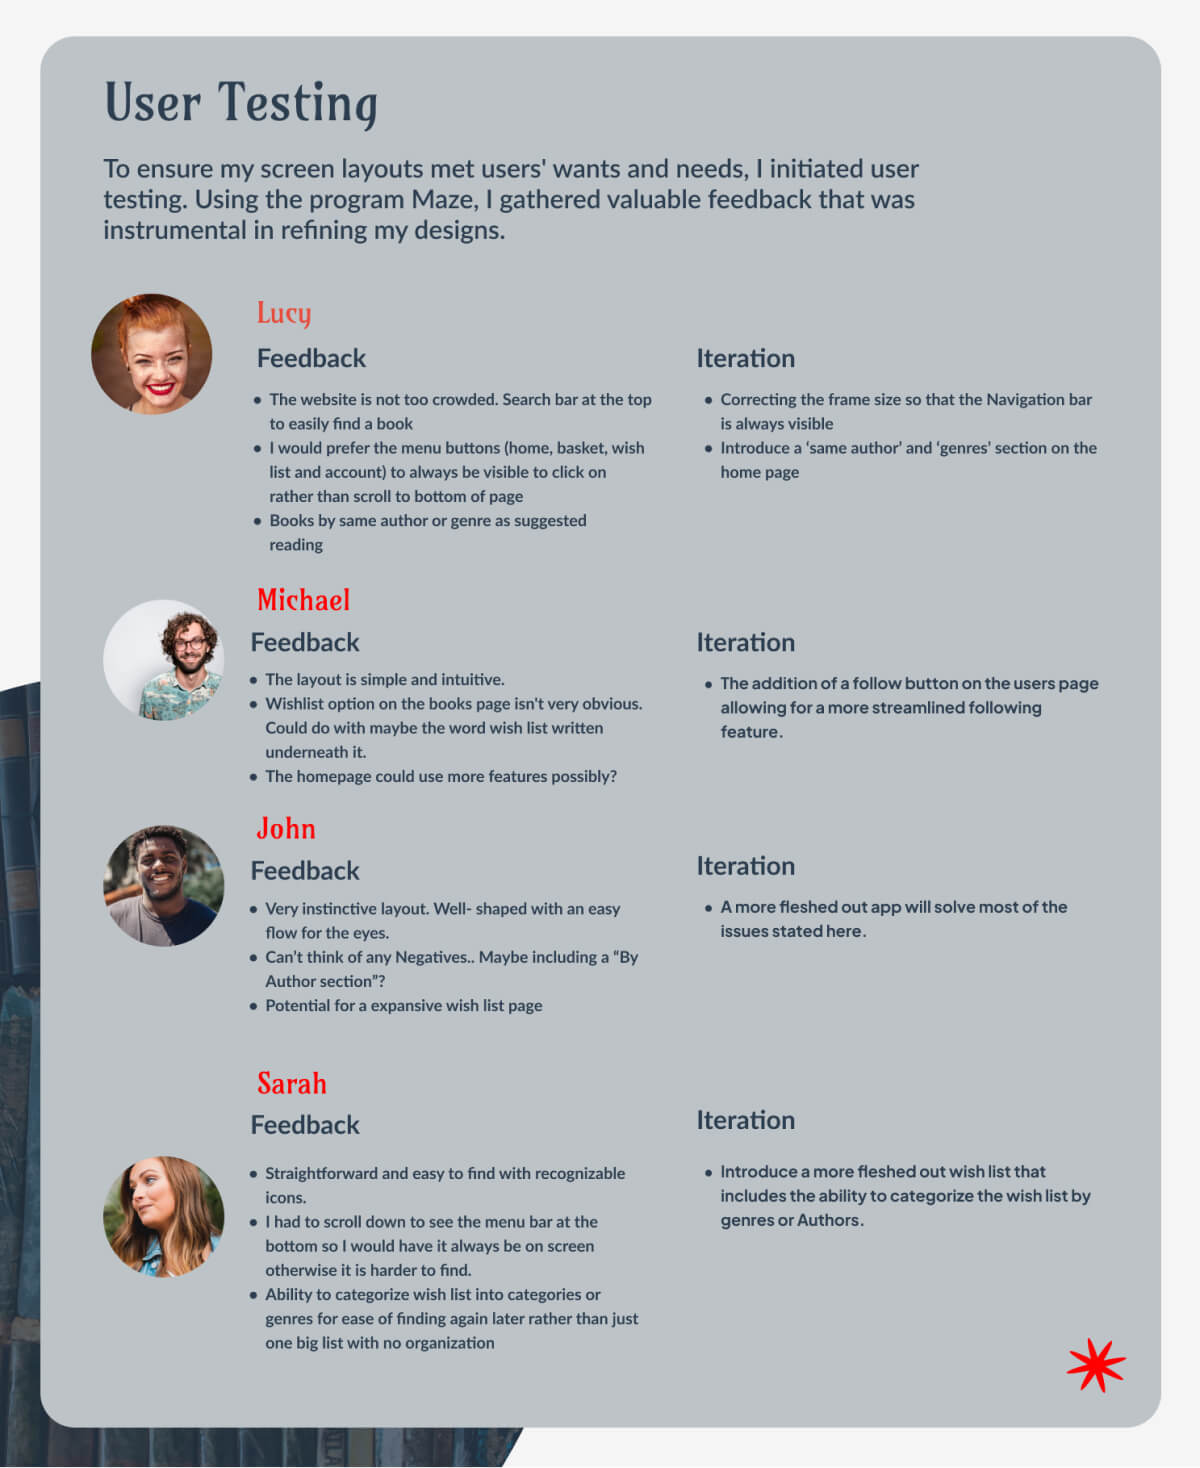 User Testing
To ensure my screen layouts met users' wants and needs, I initiated user
testing. Using the program Maze, I gathered valuable feedback that was
instrumental in refining my designs.
Lucy
Feedback
• The website is not too crowded. Search bar at the top
to easily find a book
• I would prefer the menu buttons (home, basket, wish
list and account) to always be visible to click on
rather than scroll to bottom of page
• Books by same author or genre as suggested
reading
Iteration
• Correcting the frame size so that the Navigation bar
is always visible
• Introduce a ‘same author’ and ‘genres’ section on the
home page
Michael
Feedback
• The layout is simple and intuitive.
• Wishlist option on the books page isn't very obvious.
Could do with maybe the word wish list written
underneath it.
• The homepage could use more features possibly?
Iteration
• The addition of a follow button on the users page
allowing for a more streamlined following
feature.
John
Feedback
• Very instinctive layout. Well- shaped with an easy
flow for the eyes.
• Can’t think of any Negatives.. Maybe including a “By
Author section”?
• Potential for a expansive wish list page
Iteration
• A more fleshed out app will solve most of the
issues stated here.
Sarah
Feedback
• Straightforward and easy to find with recognizable
icons.
• I had to scroll down to see the menu bar at the
bottom so I would have it always be on screen
otherwise it is harder to find.
• Ability to categorize wish list into categories or
genres for ease of finding again later rather than just
one big list with no organization
Iteration
• Introduce a more fleshed out wish list that
includes the ability to categorize the wish list by
genres or Authors.